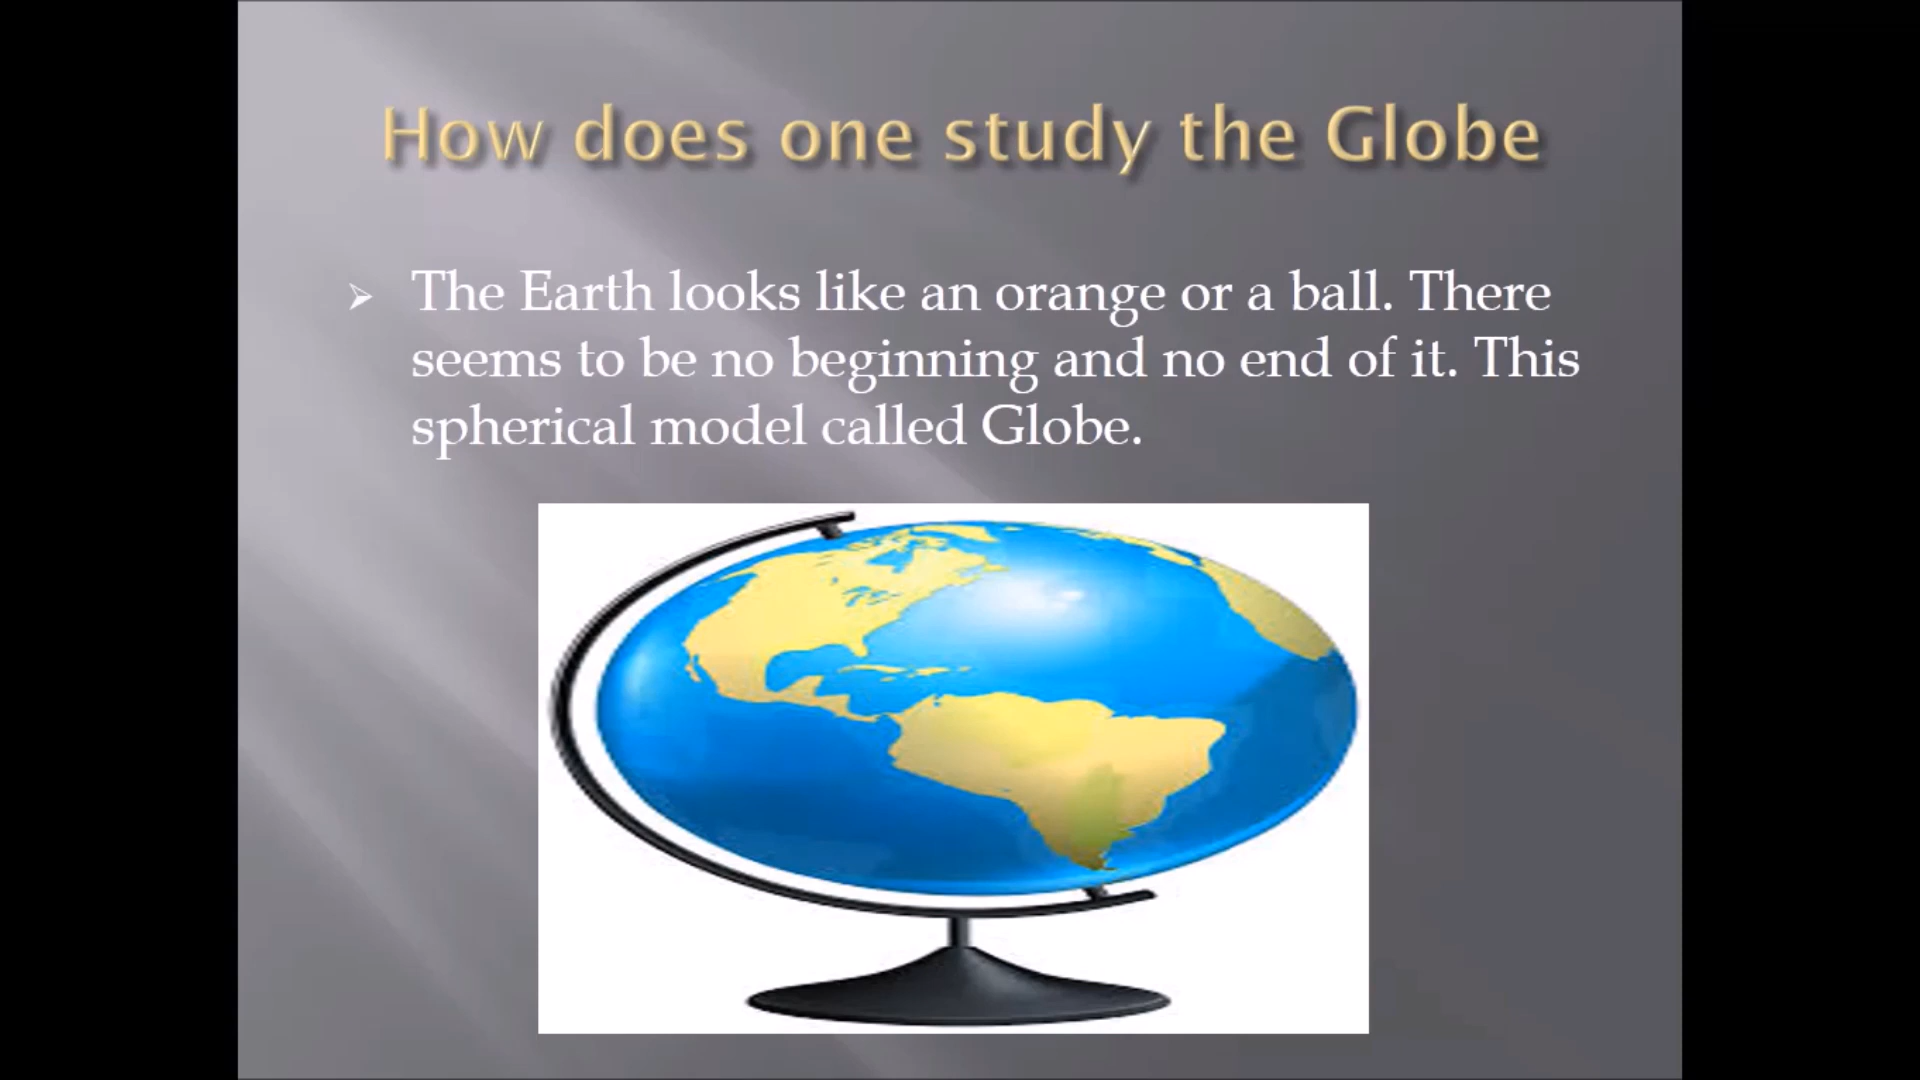 How does one study the Globe
The Earth looks like an orange or a ball. There
seems to be no beginning and no end of it. This
spherical model called Globe.